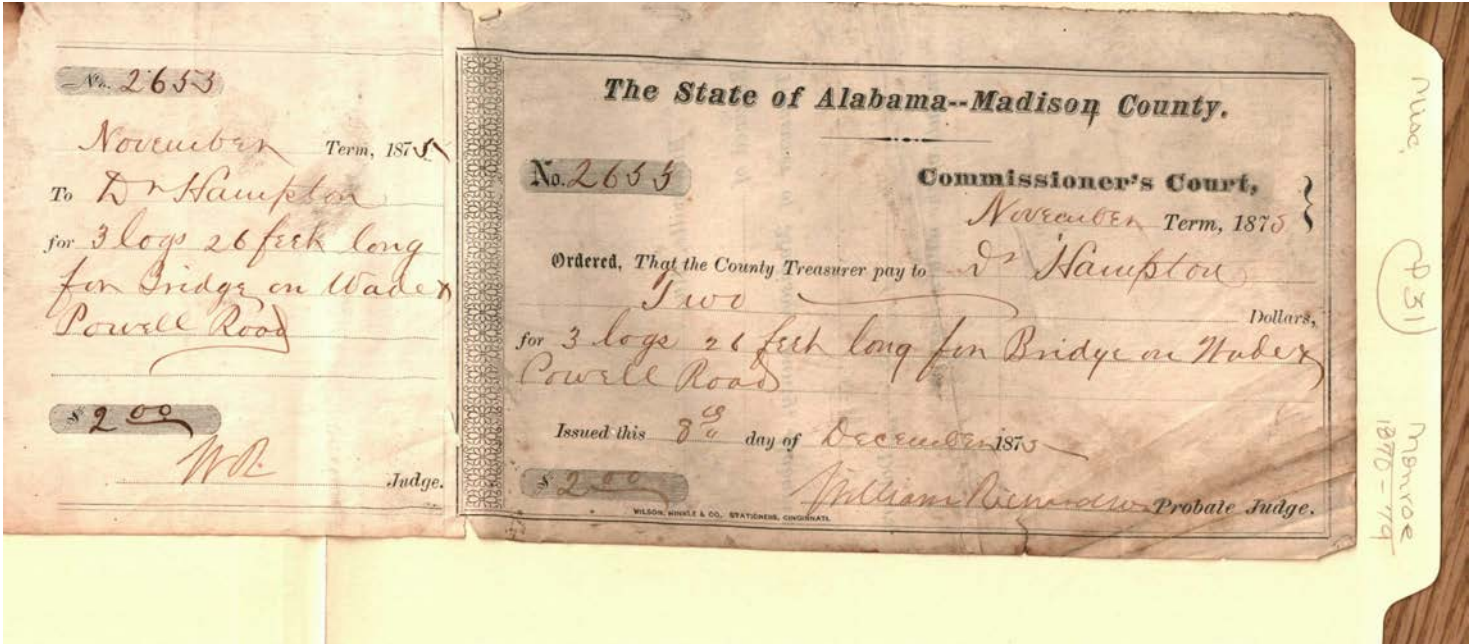 No. 2653
November Term, 1875
To Dr Hampton
for 3 logs 26 feet long
for Bridge on Wade x
Powell Road
$ 2 00
W R. Judge.
The State of Alabama--Madison County.
No. 2653
Commissioner's Court,
November Term, 1875
Ordered, That the County Treasurer pay to Dr Hampton
Two Dollars,
for 3 logs 26 feet long for Bridge on Wade x
Powell Road
Issued this 8th day of December 1875
$ 2 00
William Richardson Probate Judge.
WILSON, HINKLE & CO., STATIONERS, CINCINNATI.
Misc. P31 Monroe
1870-79